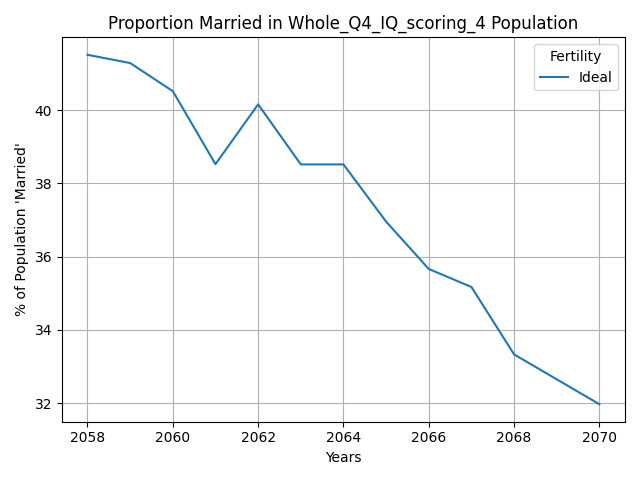 Proportion Married in Whole_Q4_IQ_scoring_4 Population
Fertility
Ideal
% of Population 'Married'
40
38
36
34
32
2058
2060
2062
2064
2066
2068
2070
Years